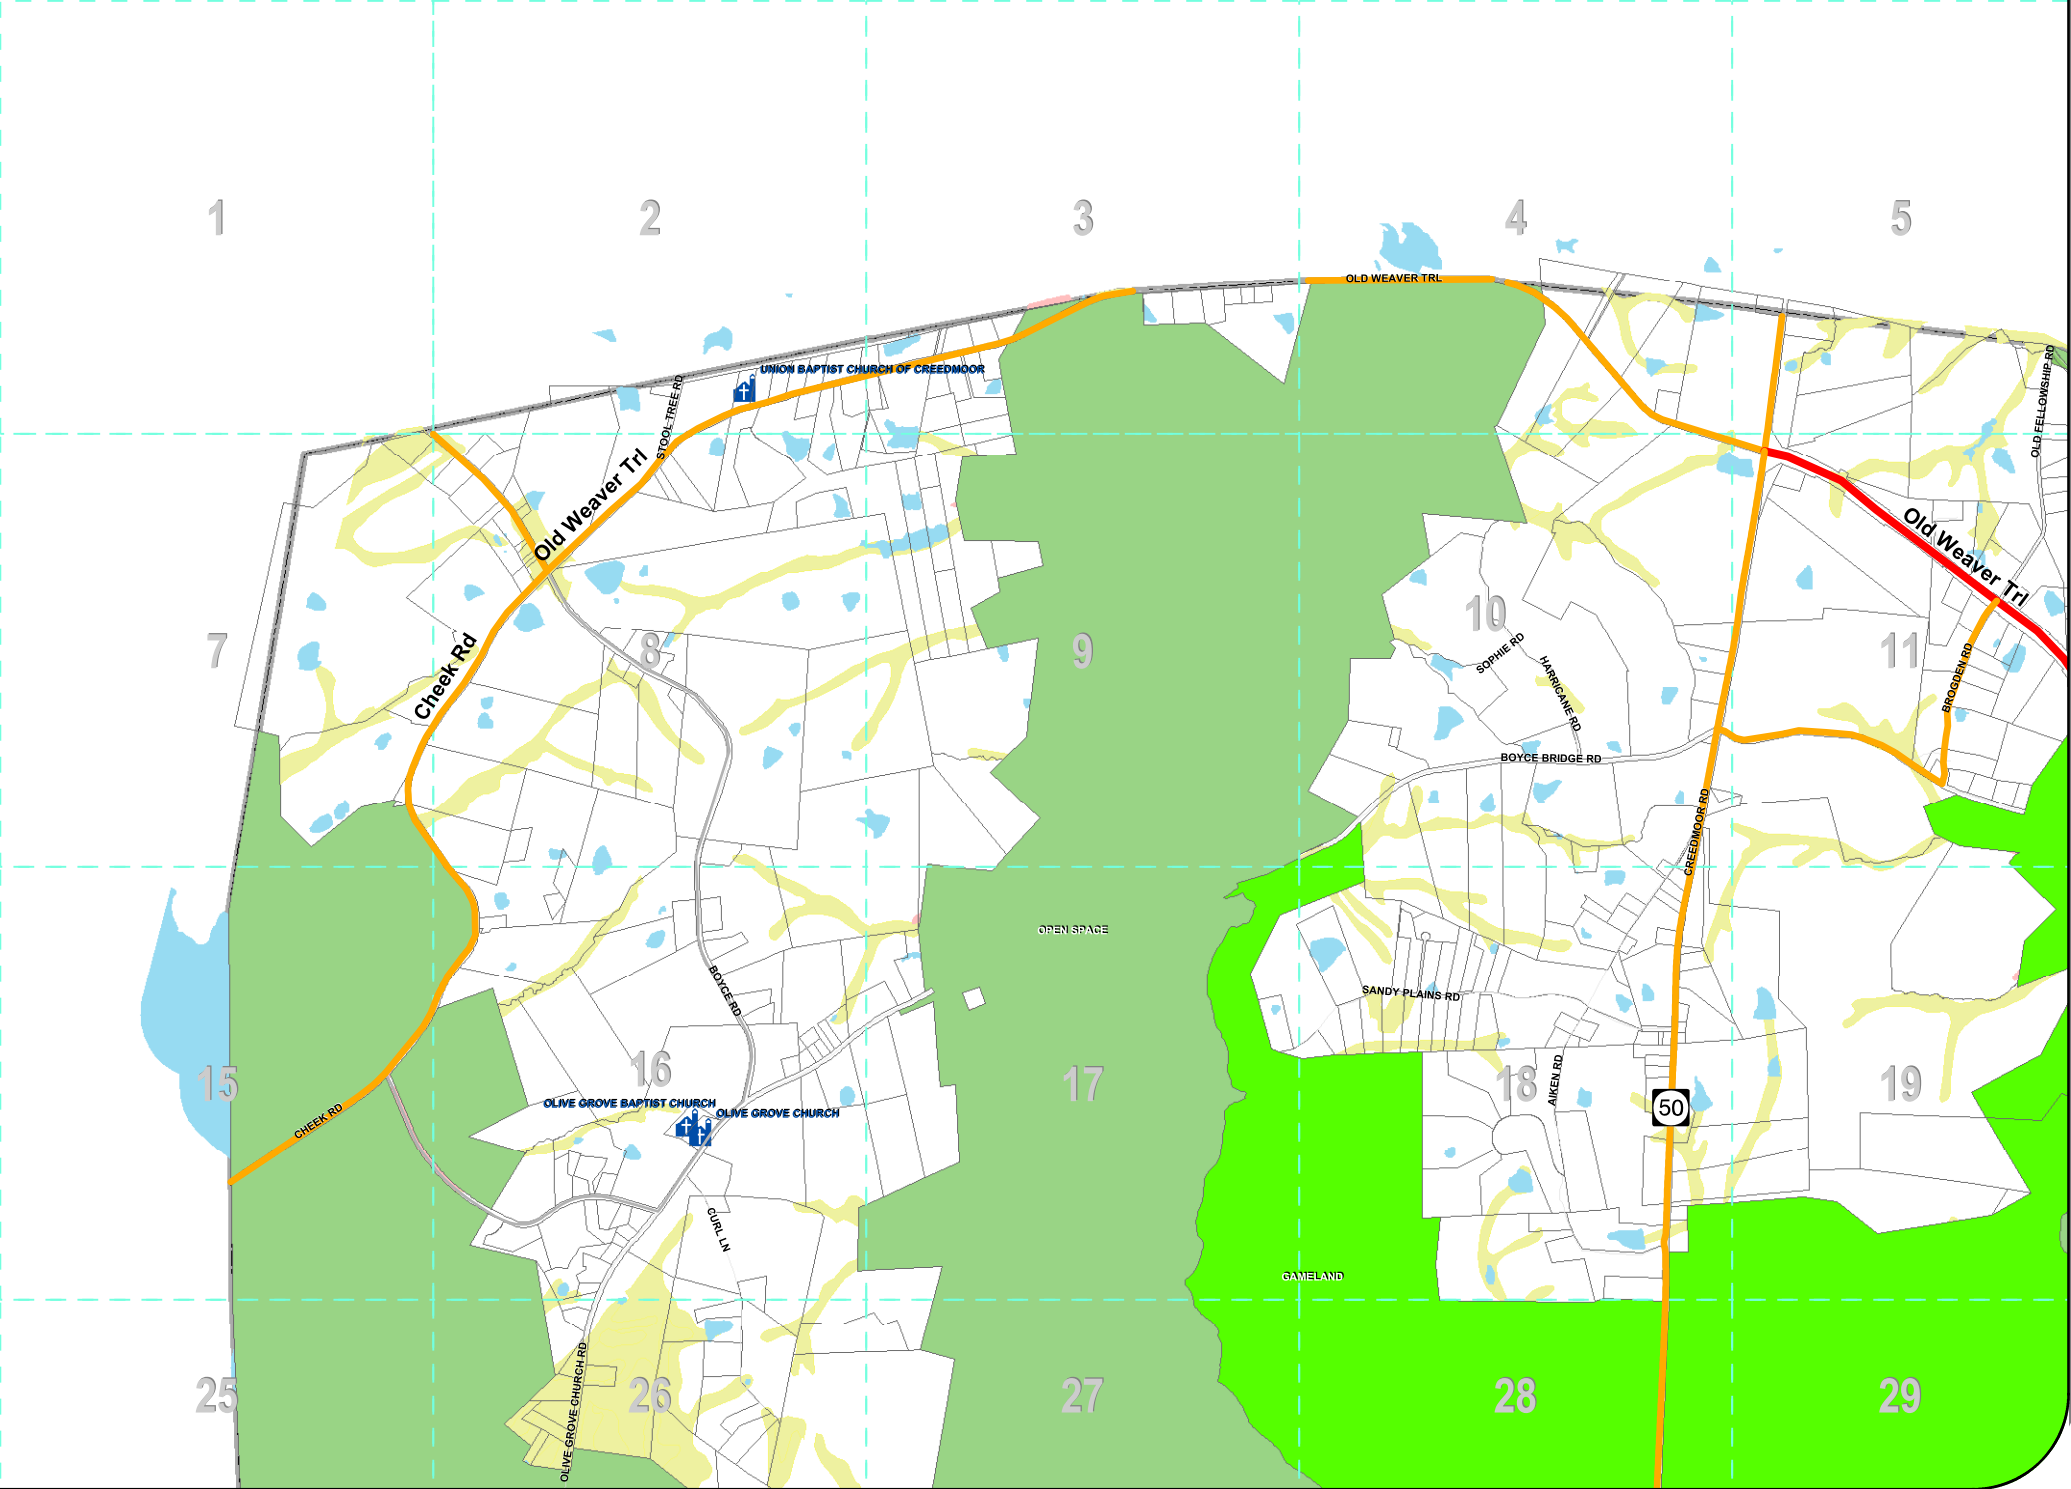 1
2
3
4
5
OLD WEAVER TRL
UNION BAPTIST CHURCH OF CREEDMOOR
STOOL TREE RD
OLD FELLOWSHIP RD
Old Weaver Trl
Old Weaver Trl
7
8
9
10
11
Cheek Rd
SOPHIE RD
HARRICANE RD
BROGDEN RD
BOYCE BRIDGE RD
CREEDMOOR RD
OPEN SPACE
BOYCE RD
SANDY PLAINS RD
15
16
17
18
19
AIKEN RD
50
OLIVE GROVE BAPTIST CHURCH
OLIVE GROVE CHURCH
CHEEK RD
CURL LN
GAMELAND
OLIVE GROVE CHURCH RD
25
26
27
28
29